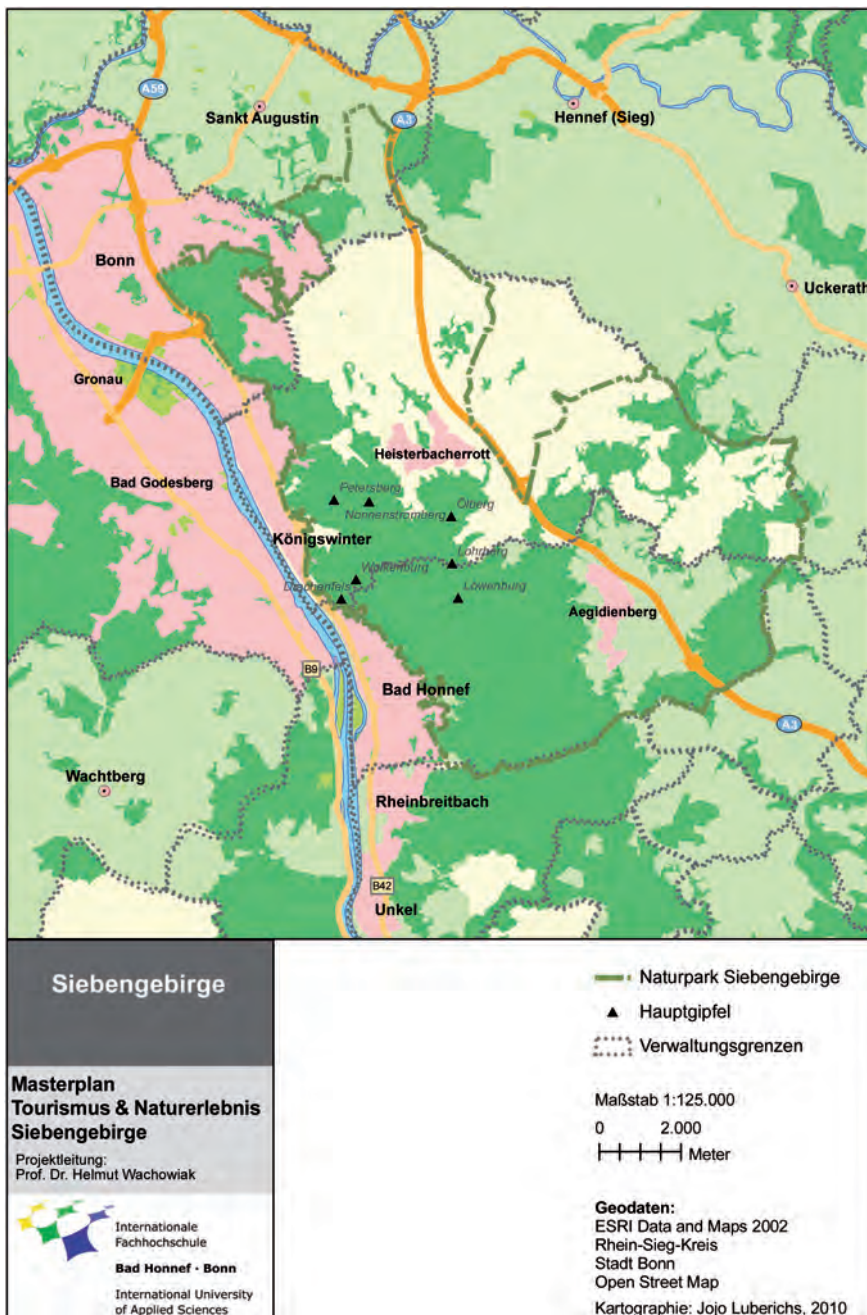 A59
Sankt Augustin
A3
Hennef (Sieg)
Bonn
Uckerath
Gronau
Heisterbacherrott
Bad Godesberg
Petersburg
Nonnenstromberg
Ölberg
Königswinter
Lohrberg
Wolkenburg
Drachenfels
Löwenburg
Aegidienberg
B9
Bad Honnef
A3
Wachtberg
Rheinbreitbach
B42
Unkel
Siebengebirge
Masterplan
Tourismus & Naturerlebnis
Siebengebirge
Projektleitung:
Prof. Dr. Helmut Wachowiak
Internationale
Fachhochschule
Bad Honnef · Bonn
International University
of Applied Sciences
Naturpark Siebengebirge
Hauptgipfel
Verwaltungsgrenzen
Maßstab 1:125.000
0 2.000
Meter
Geodaten:
ESRI Data and Maps 2002
Rhein-Sieg-Kreis
Stadt Bonn
Open Street Map
Kartographie: Jojo Luberichs, 2010